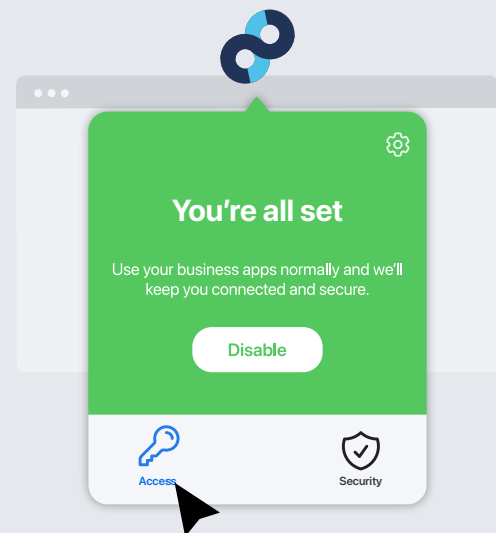 You’re all set
Use your business apps normally and we’ll
keep you connected and secure.
Disable
Access
Security